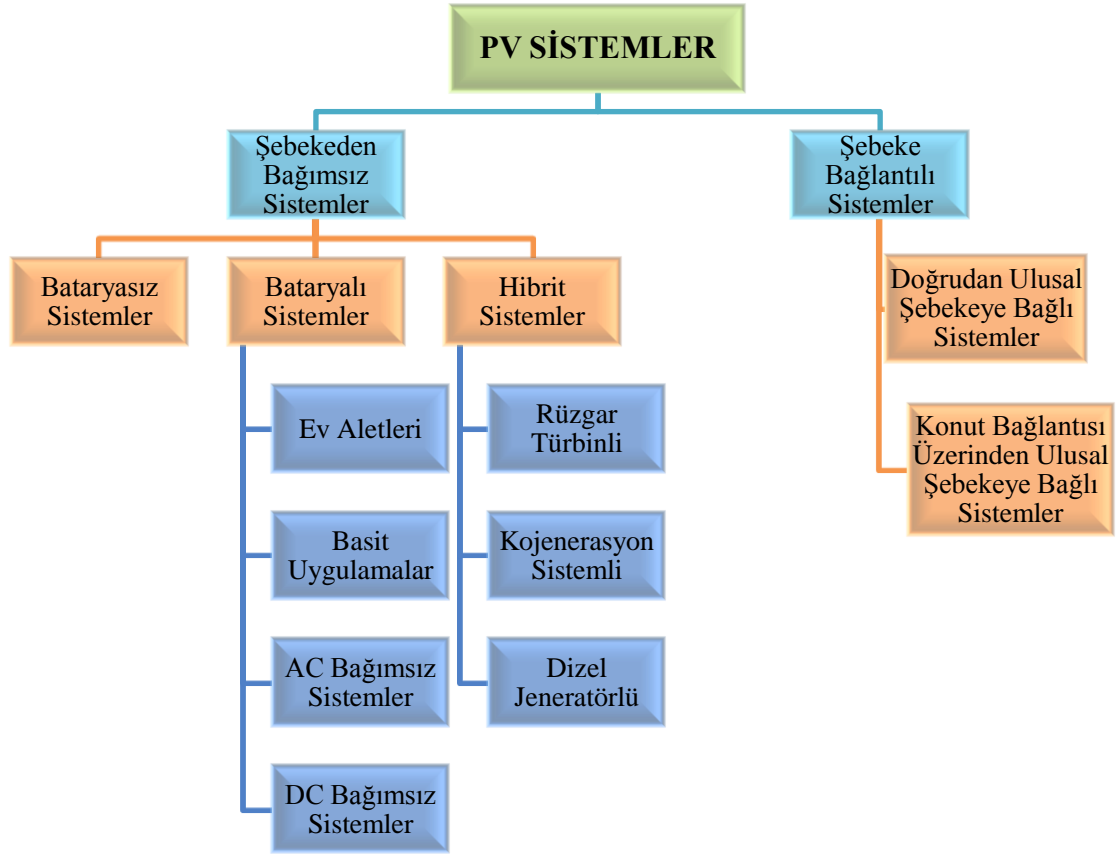 PV SİSTEMLER
Şebekeden
Bağımsız
Sistemler
Bataryasız
Sistemler
Bataryalı
Sistemler
Ev Aletleri
Basit
Uygulamalar
AC Bağımsız
Sistemler
DC Bağımsız
Sistemler
Hibrit
Sistemler
Rüzgar
Türbinli
Kojenerasyon
Sistemli
Dizel
Jeneratörlü
Şebeke
Bağlantılı
Sistemler
Doğrudan Ulusal
Şebekeye Bağlı
Sistemler
Konut Bağlantısı
Üzerinden Ulusal
Şebekeye Bağlı
Sistemler